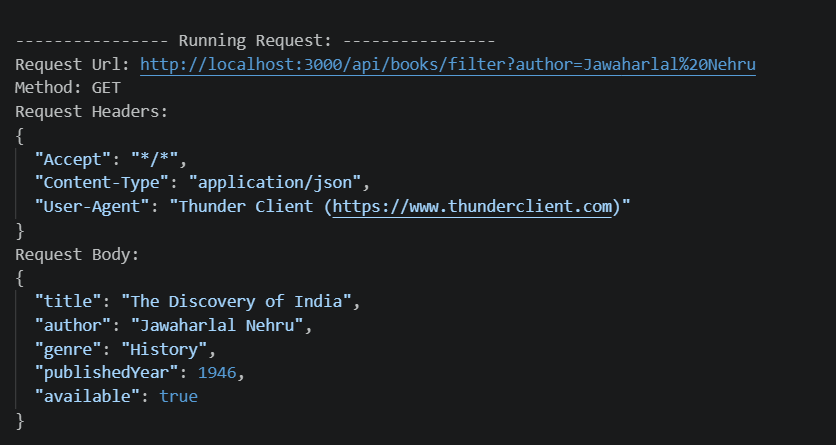 ---------------- Running Request: ----------------
Request Url: http://localhost:3000/api/books/filter?author=Jawaharlal%20Nehru
Method: GET
Request Headers:
{
  "Accept": "*/*",
  "Content-Type": "application/json",
  "User-Agent": "Thunder Client (https://www.thunderclient.com)"
}
Request Body:
{
  "title": "The Discovery of India",
  "author": "Jawaharlal Nehru",
  "genre": "History",
  "publishedYear": 1946,
  "available": true
}